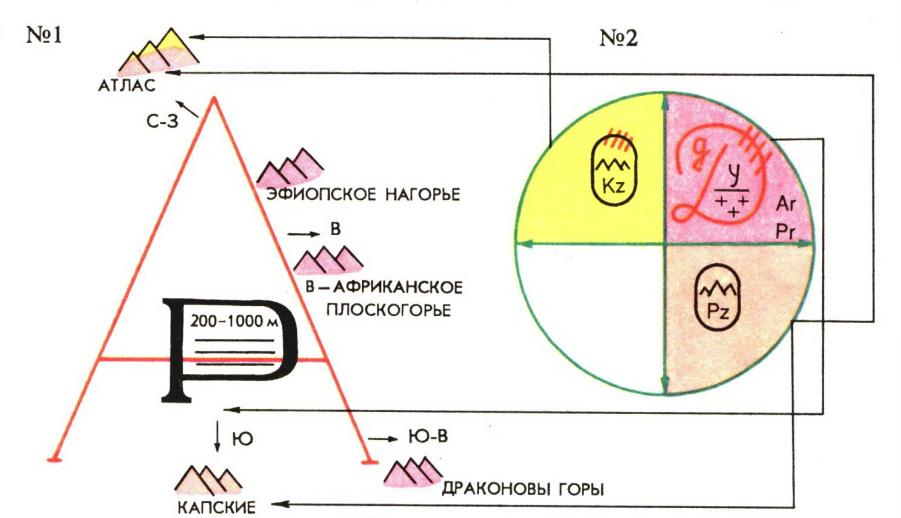 №1
№2
АТЛАС
С-З
ЭФИОПСКОЕ НАГОРЬЕ
В
В – АФРИКАНСКОЕ
ПЛОСКОГОРЬЕ
200–1000 м
Р
Ю
КАПСКИЕ
Ю-В
ДРАКОНОВЫ ГОРЫ
Kz
g
У
+ + +
Ar
Pr
Pz